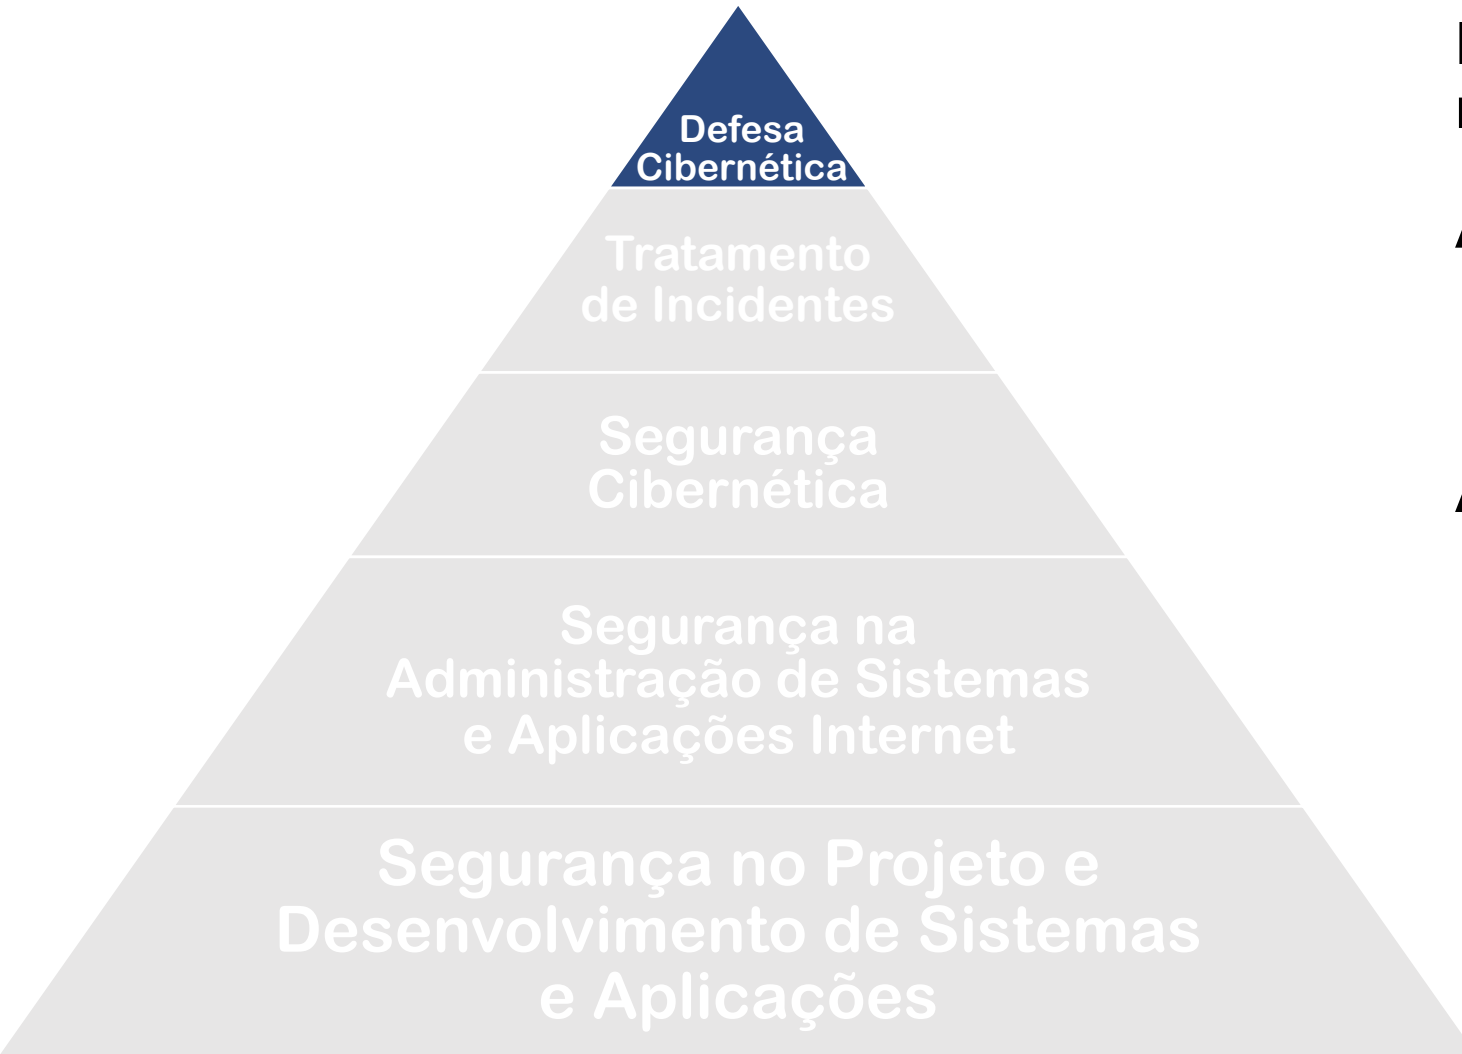 Defesa
Cibernética
Tratamento
de Incidentes
Segurança
Cibernética
Segurança na
Administração de Sistemas
e Aplicações Internet
Segurança no Projeto e
Desenvolvimento de Sistemas
e Aplicações